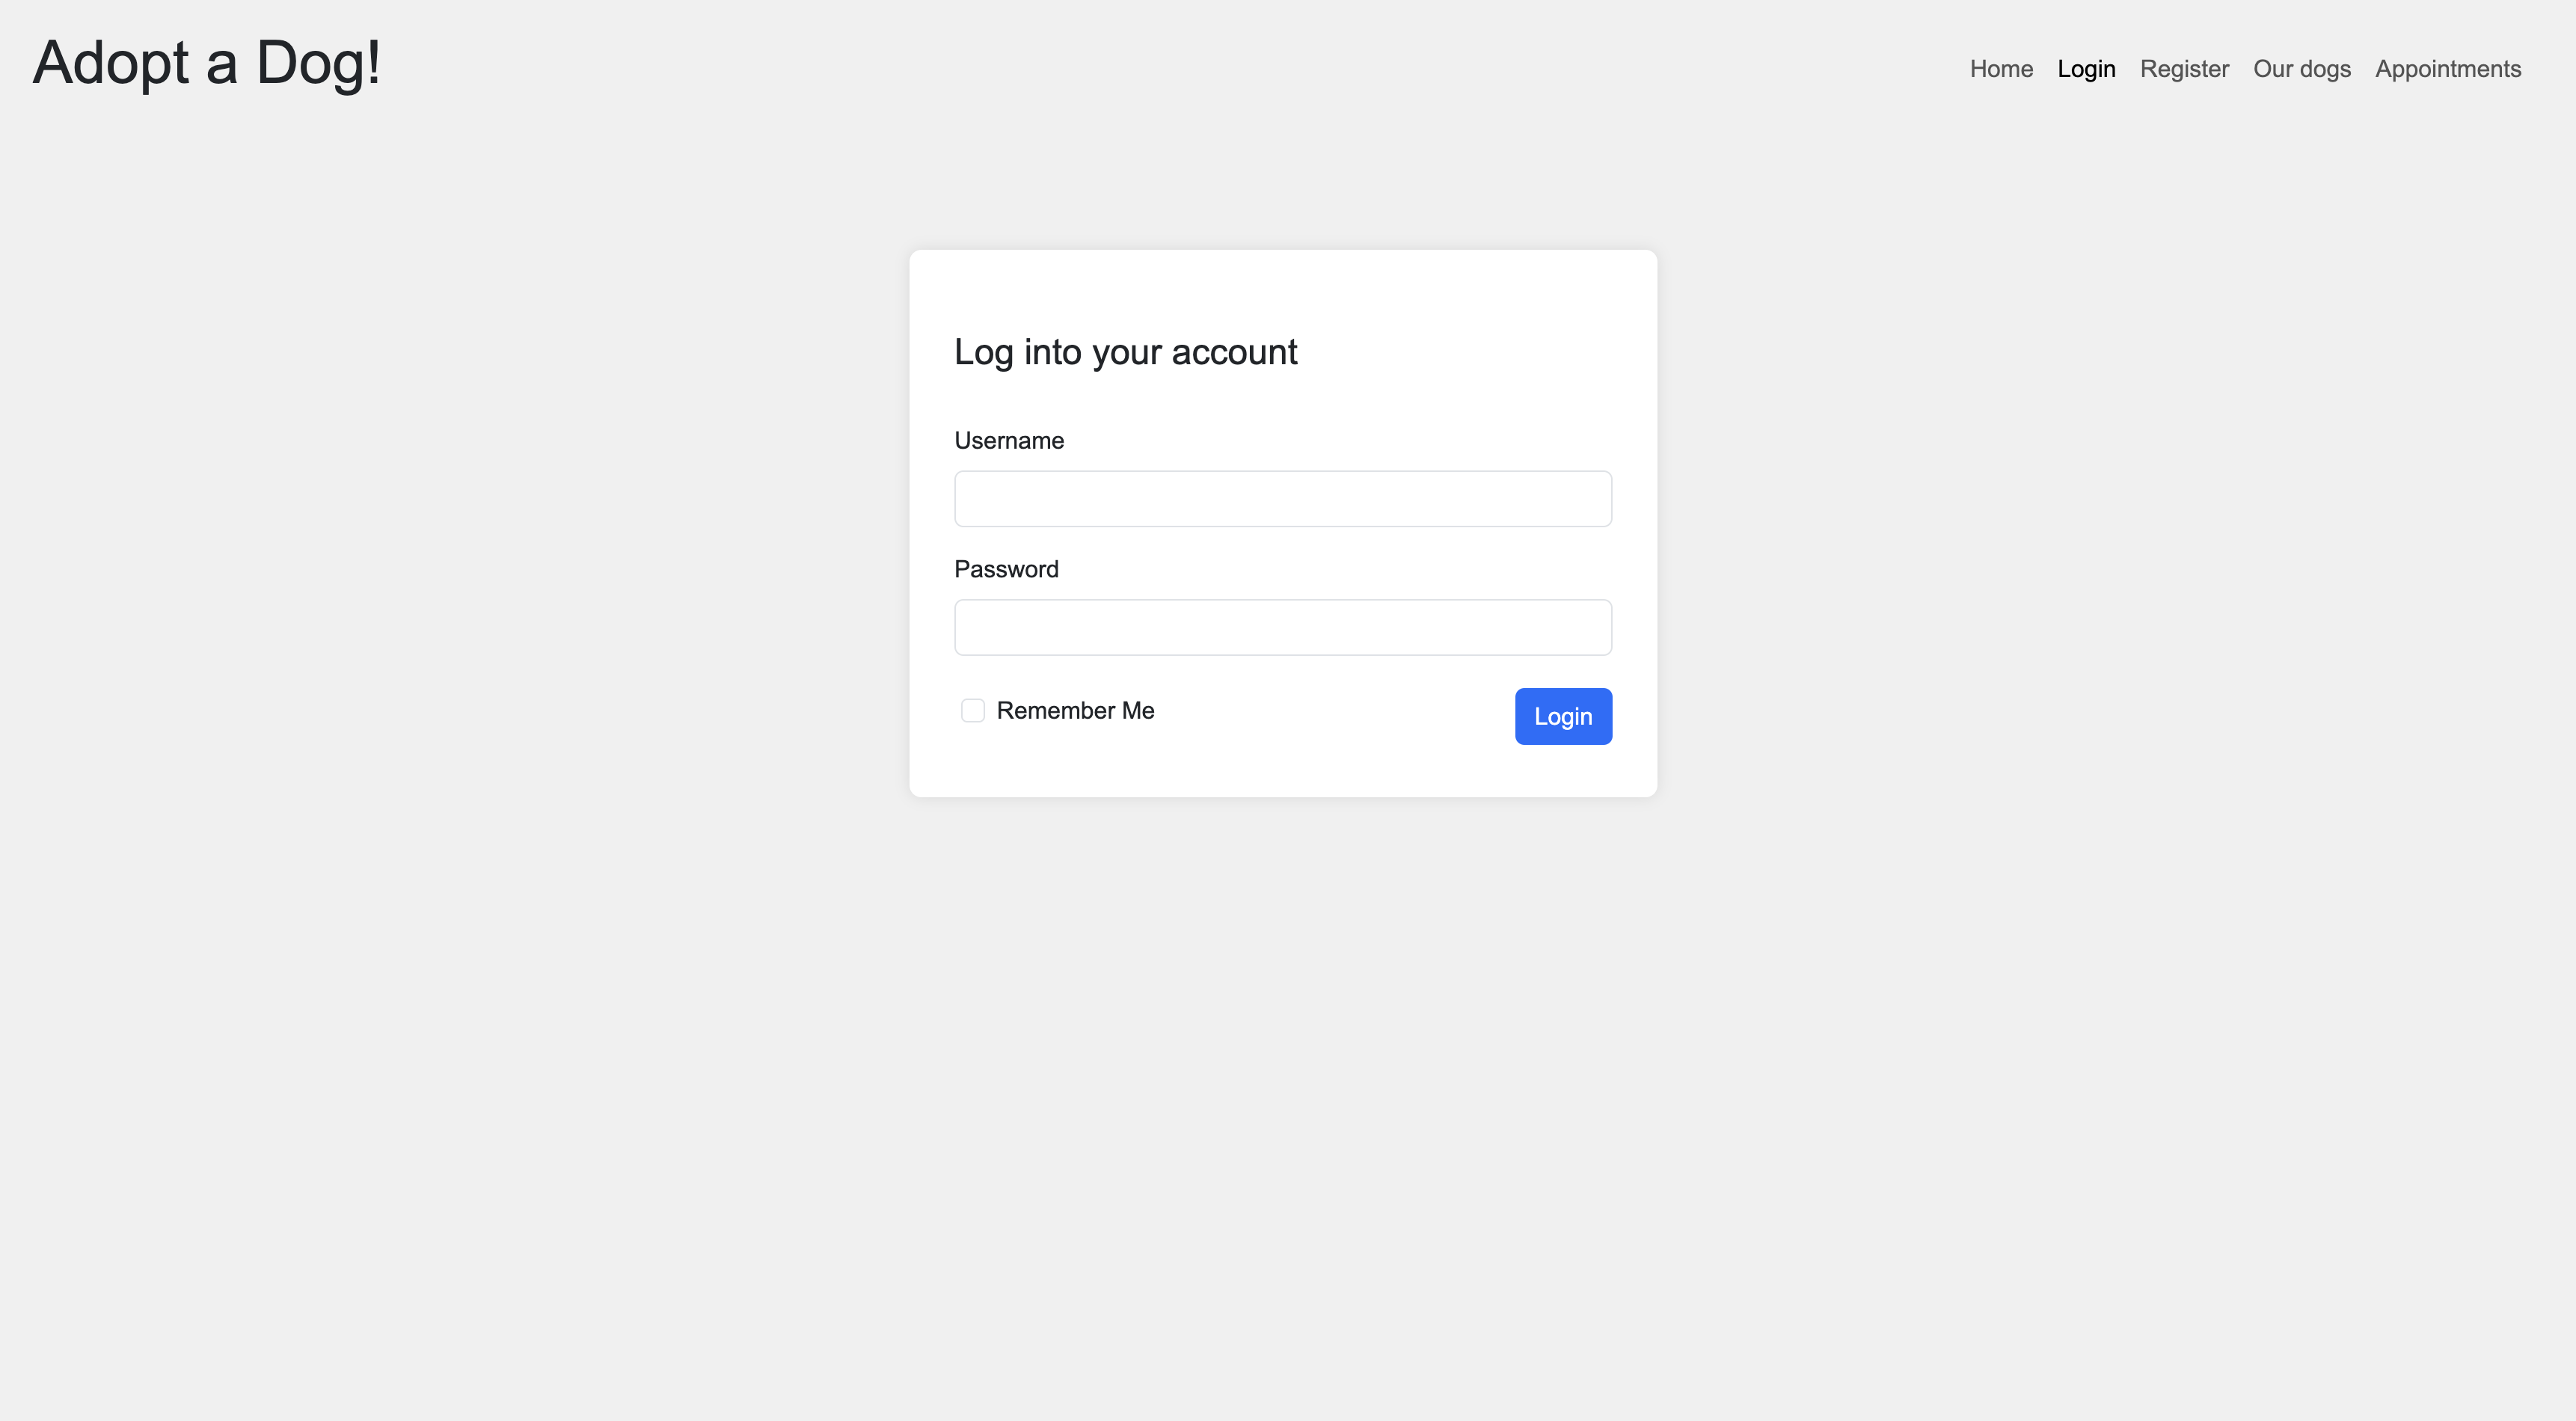 Adopt a Dog!
Home Login Register Our dogs Appointments
Log into your account
Username
Password
Remember Me
Login